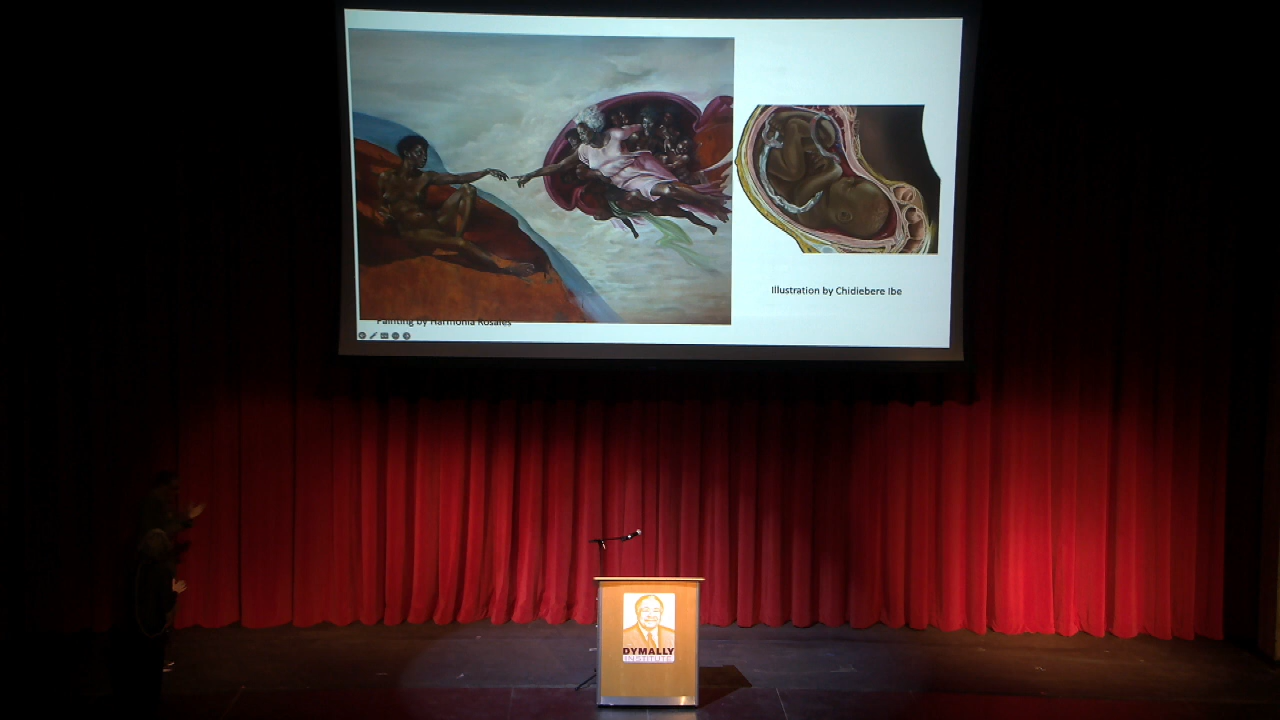 Painting by Harmonia Rosales
Illustration by Chidiebere Ibe
DYMALLY
INSTITUTE